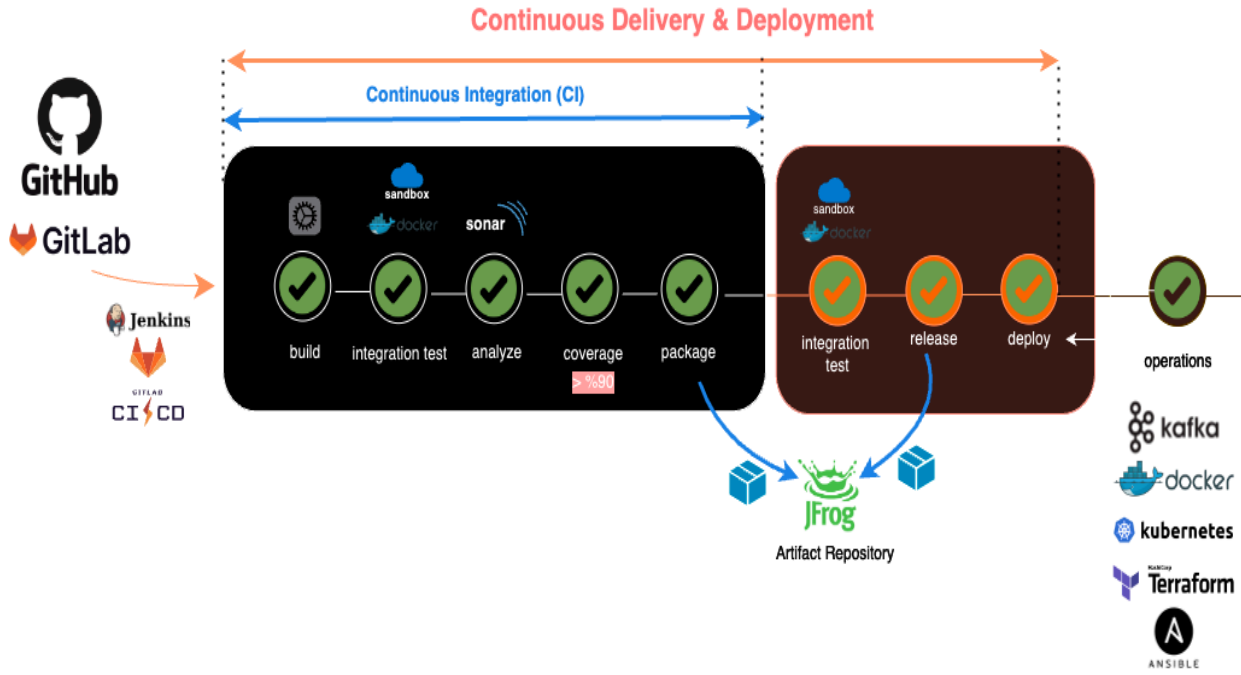 Continuous Delivery & Deployment
Continuous Integration (CI)
GitHub
GitLab
Jenkins
GITLAB
CI CD
sandbox
docker
sonar
build
integration test
analyze
coverage
> %90
package
sandbox
docker
integration
test
release
deploy
operations
JFrog
Artifact Repository
kafka
docker
kubernetes
HashiCorp
Terraform
A
ANSIBLE